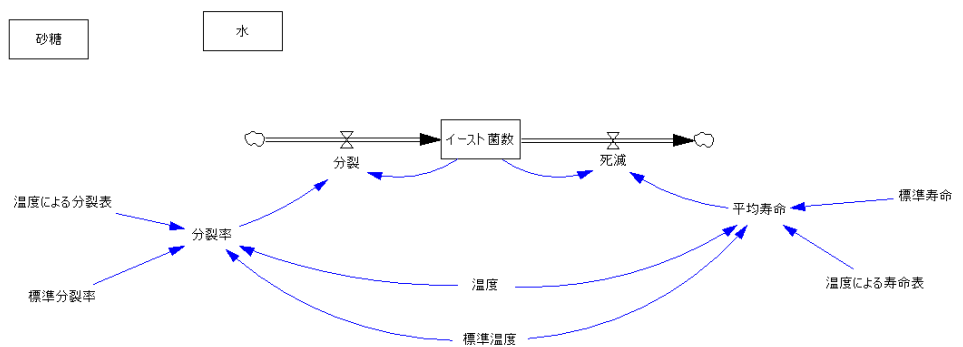 砂糖
水
イースト菌数
分裂
死滅
温度による分裂表
標準寿命
平均寿命
分裂率
温度
温度による寿命表
標準分裂率
標準温度